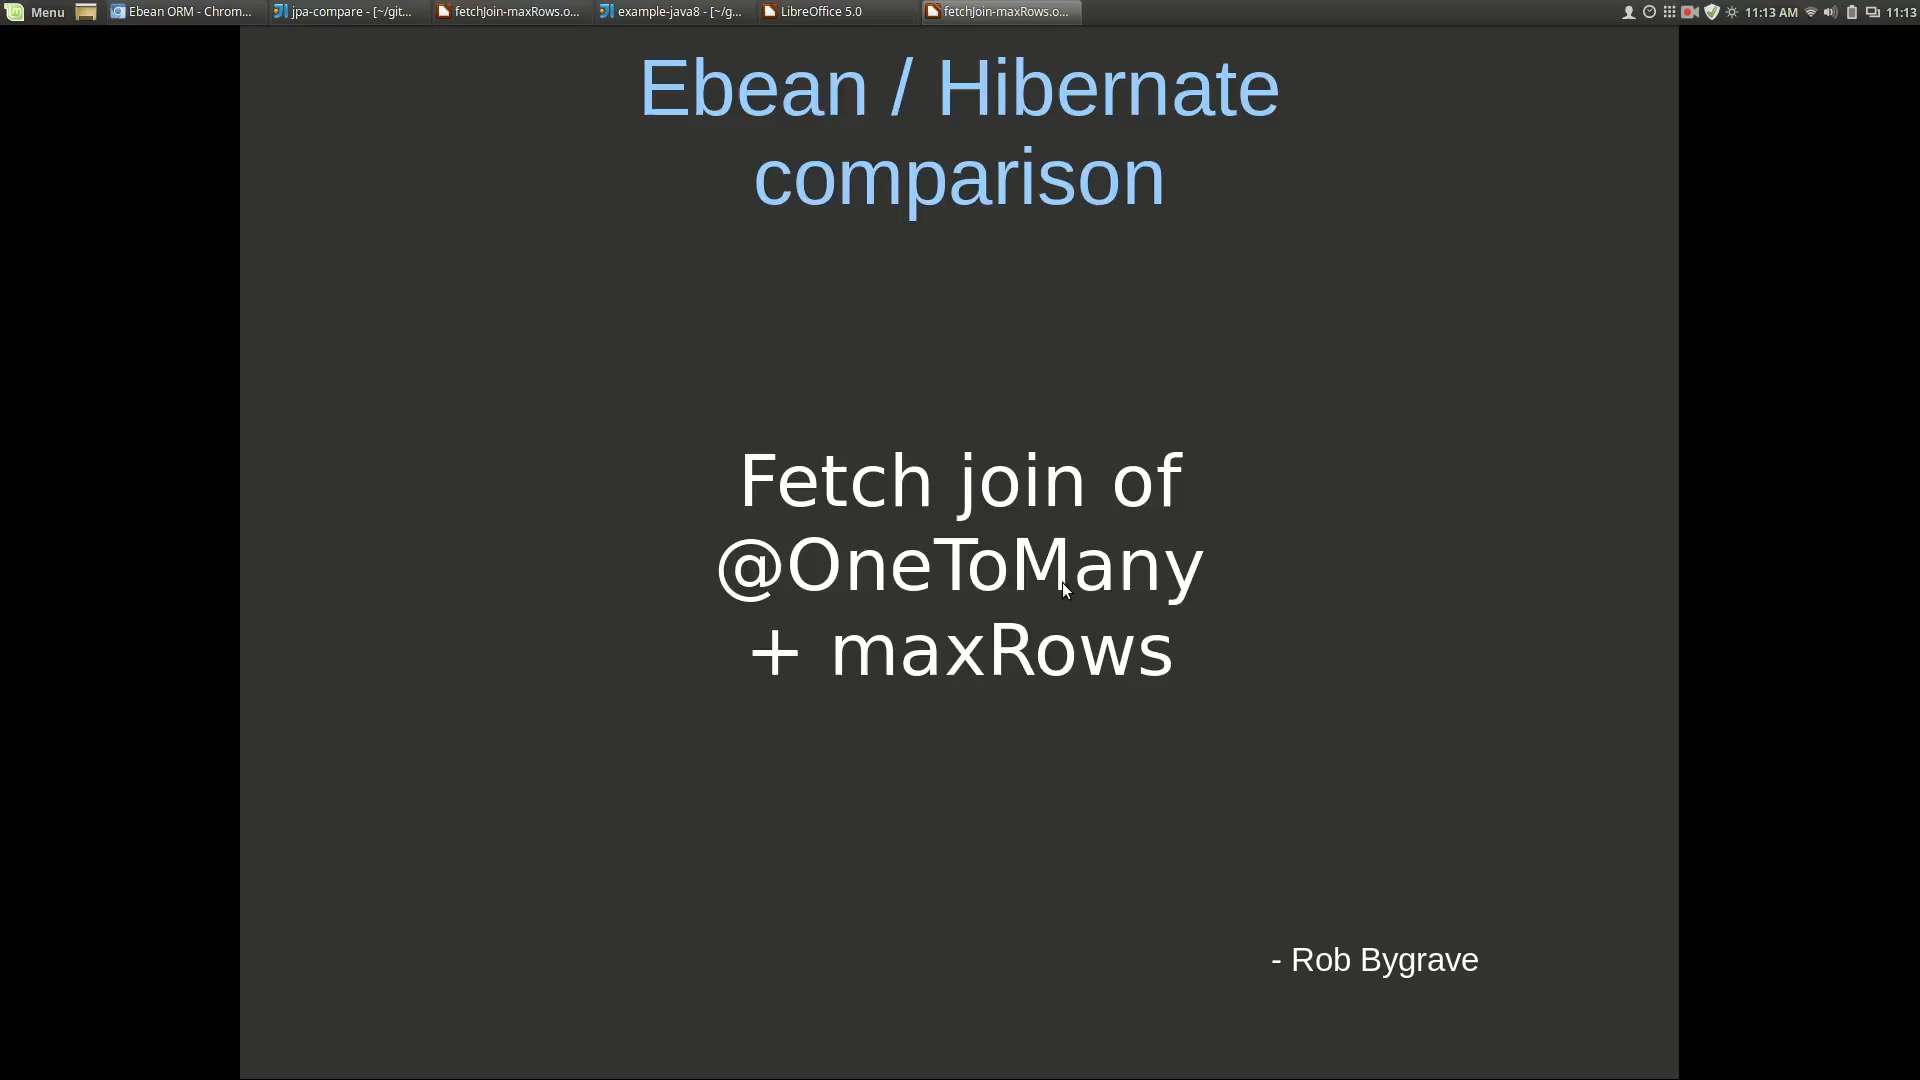 Menu Ebean ORM - Chrom... jpa-compare - [~/git... fetchJoin-maxRows.o... example-java8 - [~/g... LibreOffice 5.0 fetchJoin-maxRows.o... 11:13 AM 11:13
Ebean / Hibernate
comparison
Fetch join of
@OneToMany
+ maxRows
- Rob Bygrave